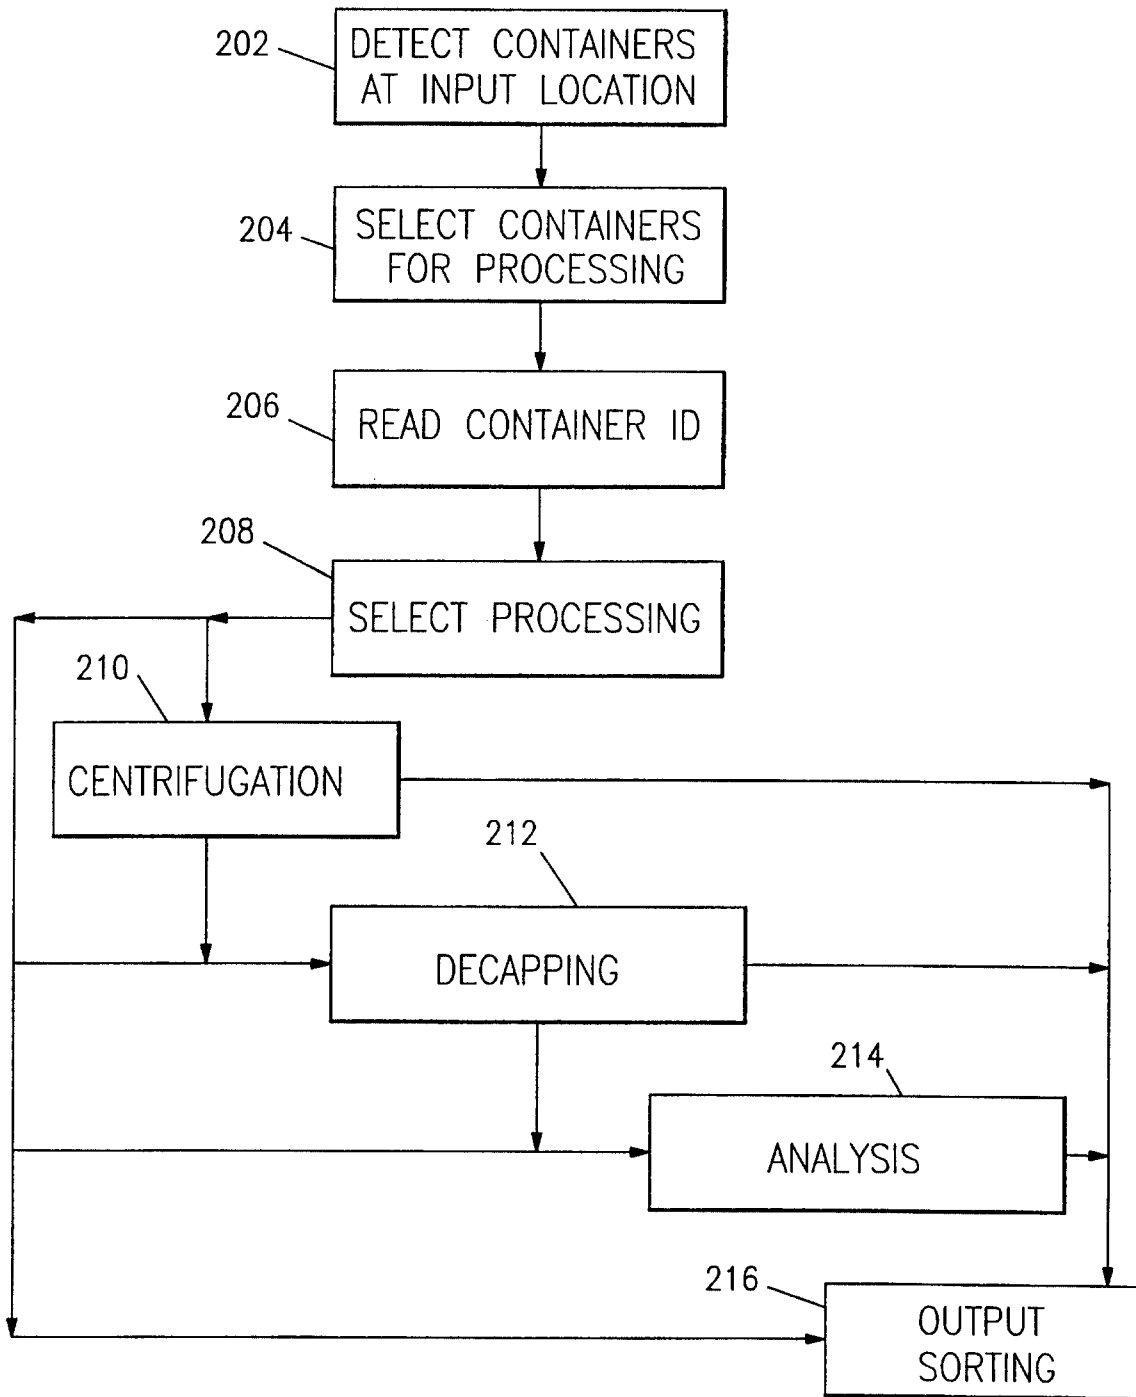 202
DETECT CONTAINERS
AT INPUT LOCATION
204
SELECT CONTAINERS
FOR PROCESSING
206
READ CONTAINER ID
208
SELECT PROCESSING
210
CENTRIFUGATION
212
DECAPPING
214
ANALYSIS
216
OUTPUT
SORTING